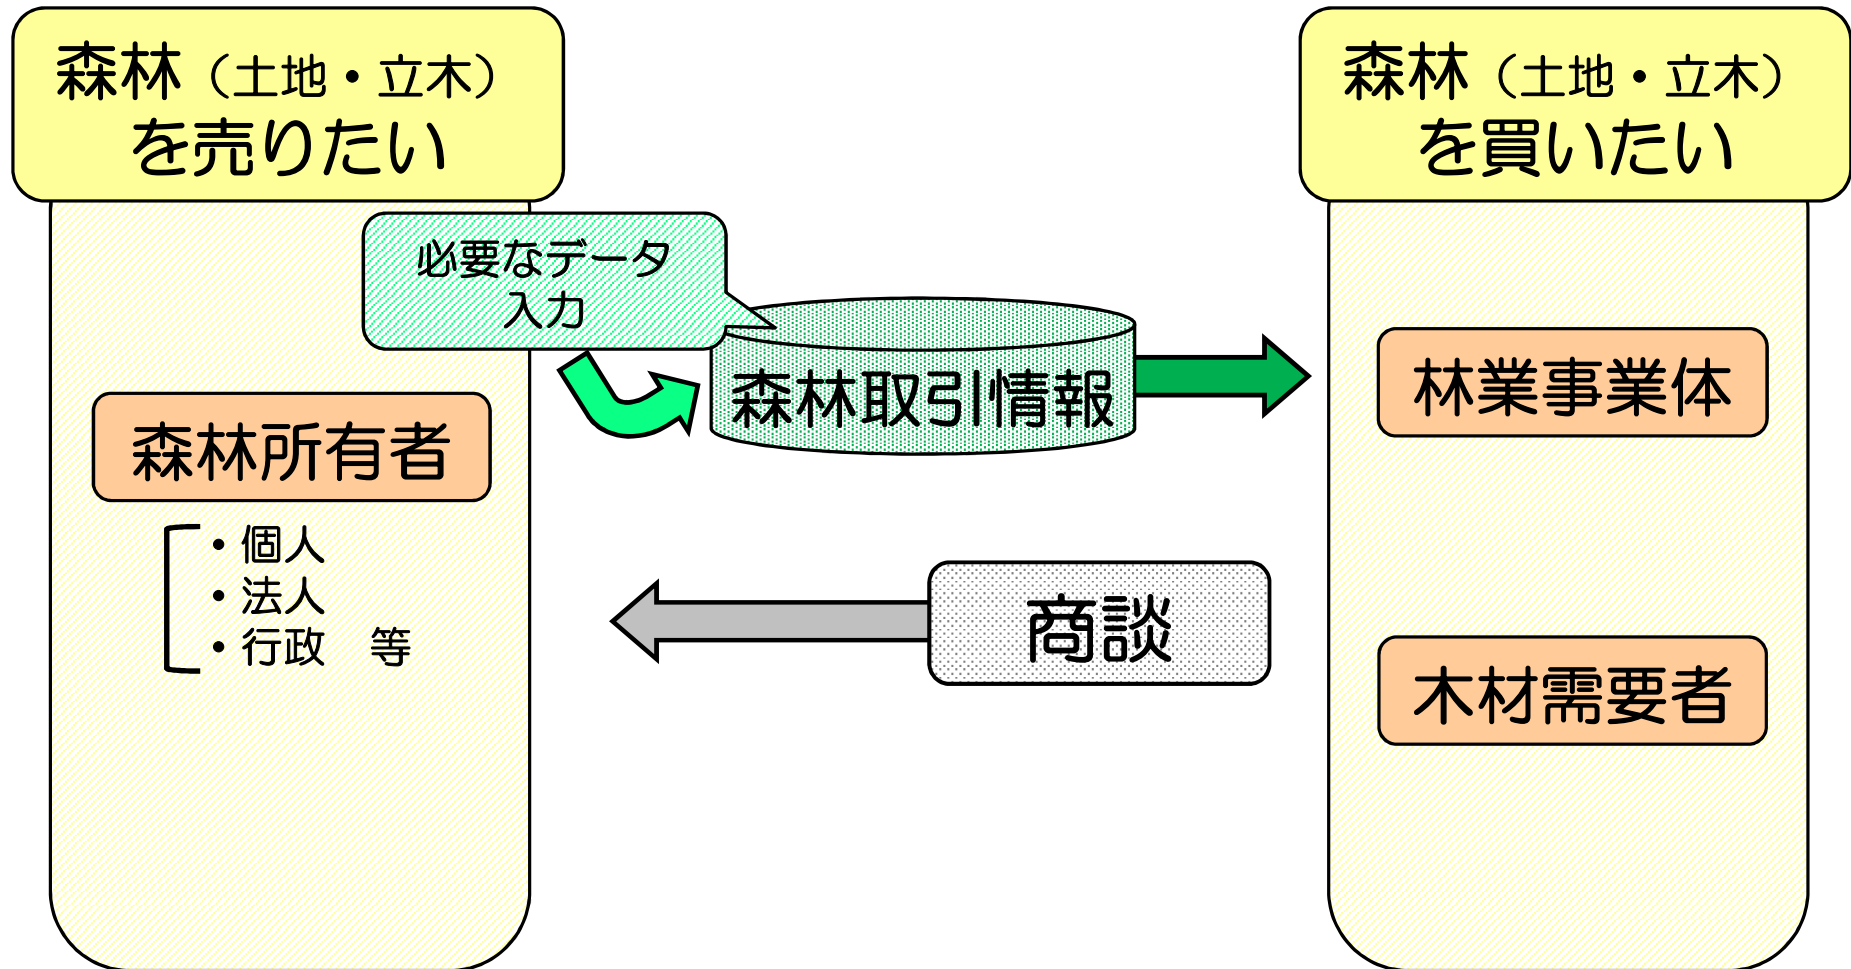 森林（土地・立木）
を売りたい
必要なデータ
入力
森林所有者
・個人
・法人
・行政　等
森林取引情報
商談
森林（土地・立木）
を買いたい
林業事業体
木材需要者